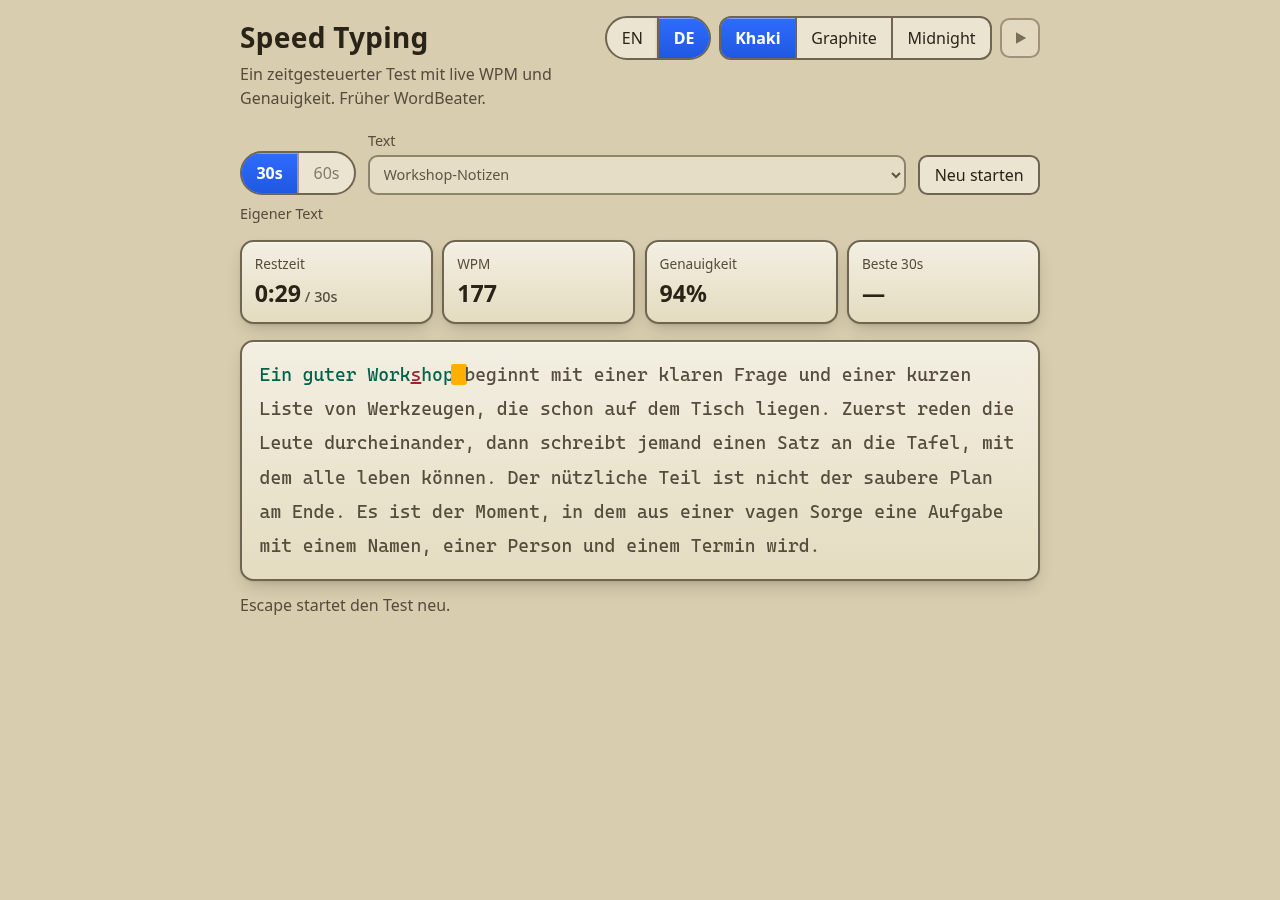 Speed Typing
EN DE Khaki Graphite Midnight
Ein zeitgesteuerter Test mit live WPM und
Genauigkeit. Früher WordBeater.
Text
30s 60s Workshop-Notizen Neu starten
Eigener Text
Restzeit WPM Genauigkeit Beste 30s
0:29 / 30s 177 94% —
Ein guter Workshop beginnt mit einer klaren Frage und einer kurzen
Liste von Werkzeugen, die schon auf dem Tisch liegen. Zuerst reden die
Leute durcheinander, dann schreibt jemand einen Satz an die Tafel, mit
dem alle leben können. Der nützliche Teil ist nicht der saubere Plan
am Ende. Es ist der Moment, in dem aus einer vagen Sorge eine Aufgabe
mit einem Namen, einer Person und einem Termin wird.
Escape startet den Test neu.